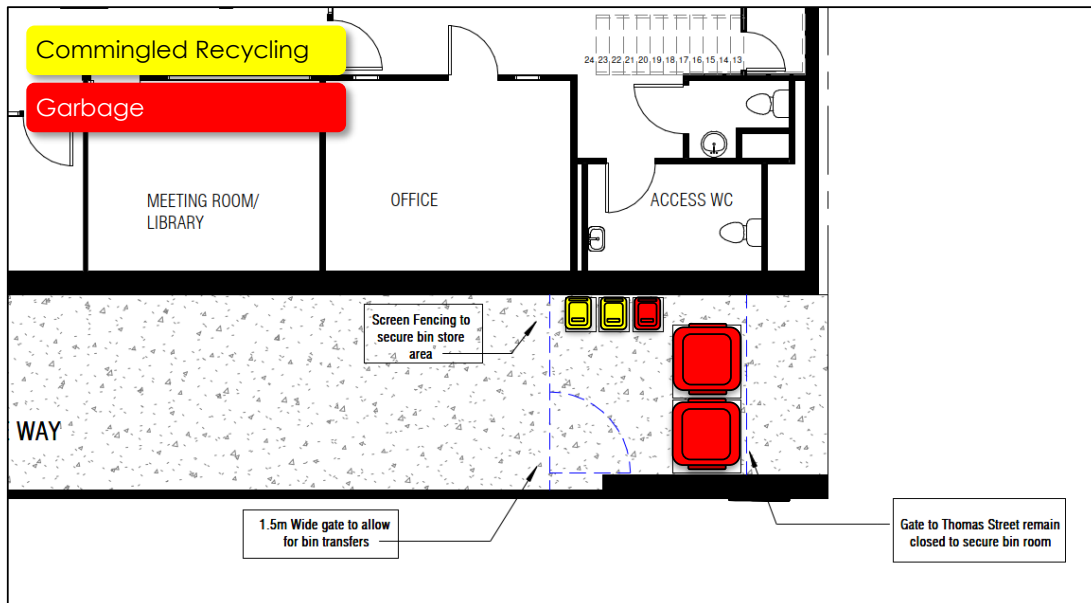 Commingled Recycling
Garbage
24,23,22,21,20,19,18,17,16,15,14,13,
MEETING ROOM/
LIBRARY
OFFICE
ACCESS WC
Screen Fencing to
secure bin store
area
WAY
1.5m Wide gate to allow
for bin transfers
Gate to Thomas Street remain
closed to secure bin room